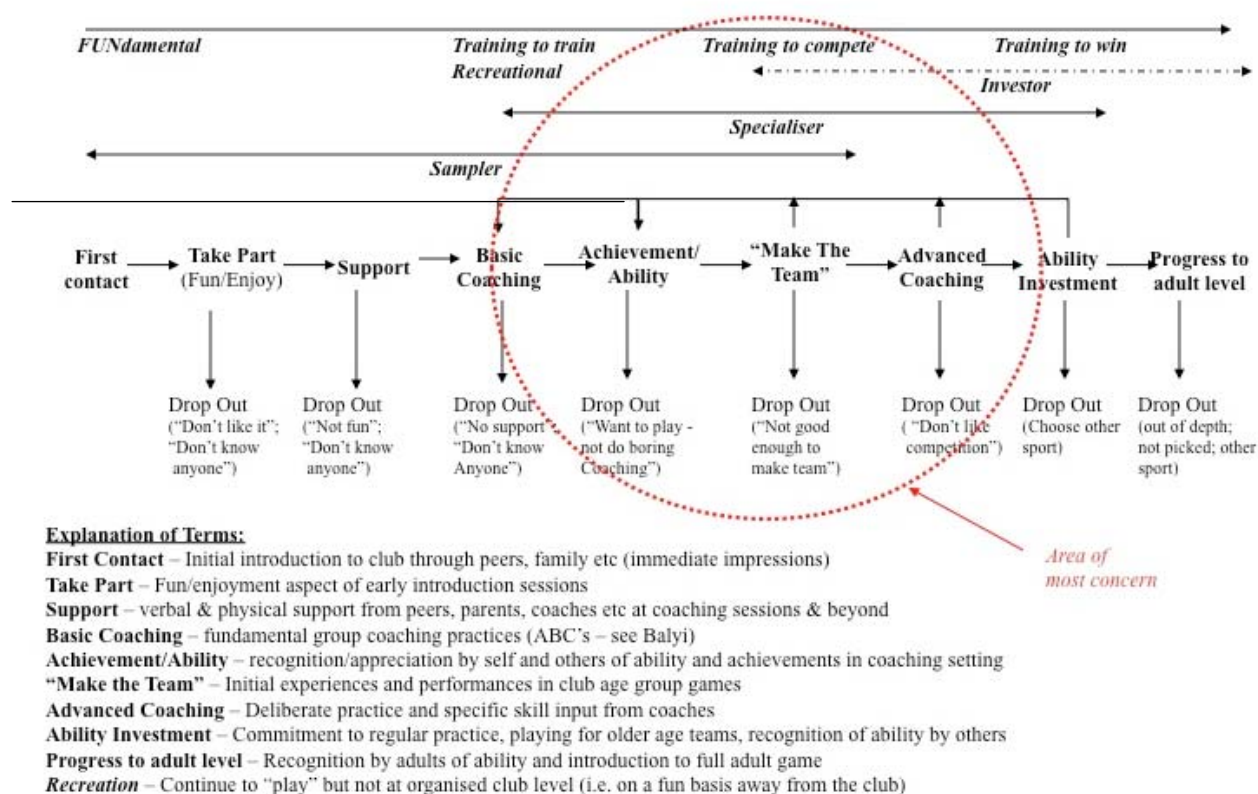 FUNdamental
Training to train
Recreational
Training to compete
Training to win
Investor
Specialiser
Sampler
First
contact
Take Part
(Fun/Enjoy)
Support
Basic
Coaching
Achievement/
Ability
“Make The
Team”
Advanced
Coaching
Ability
Investment
Progress to
adult level
Drop Out
(“Don’t like it”;
“Don’t know
anyone”)
Drop Out
(“Not fun”;
“Don’t know
anyone”)
Drop Out
(“No support”
“Don’t know
Anyone”)
Drop Out
(“Want to play -
not do boring
Coaching”)
Drop Out
(“Not good
enough to
make team”)
Drop Out
( “Don’t like
competition”)
Drop Out
(Choose other
sport)
Drop Out
(out of depth;
not picked; other
sport)
Area of
most concern
Explanation of Terms:
First Contact – Initial introduction to club through peers, family etc (immediate impressions)
Take Part – Fun/enjoyment aspect of early introduction sessions
Support – verbal & physical support from peers, parents, coaches etc at coaching sessions & beyond
Basic Coaching – fundamental group coaching practices (ABC’s – see Balyi)
Achievement/Ability – recognition/appreciation by self and others of ability and achievements in coaching setting
“Make the Team” – Initial experiences and performances in club age group games
Advanced Coaching – Deliberate practice and specific skill input from coaches
Ability Investment – Commitment to regular practice, playing for older age teams, recognition of ability by others
Progress to adult level – Recognition by adults of ability and introduction to full adult game
Recreation – Continue to “play” but not at organised club level (i.e. on a fun basis away from the club)